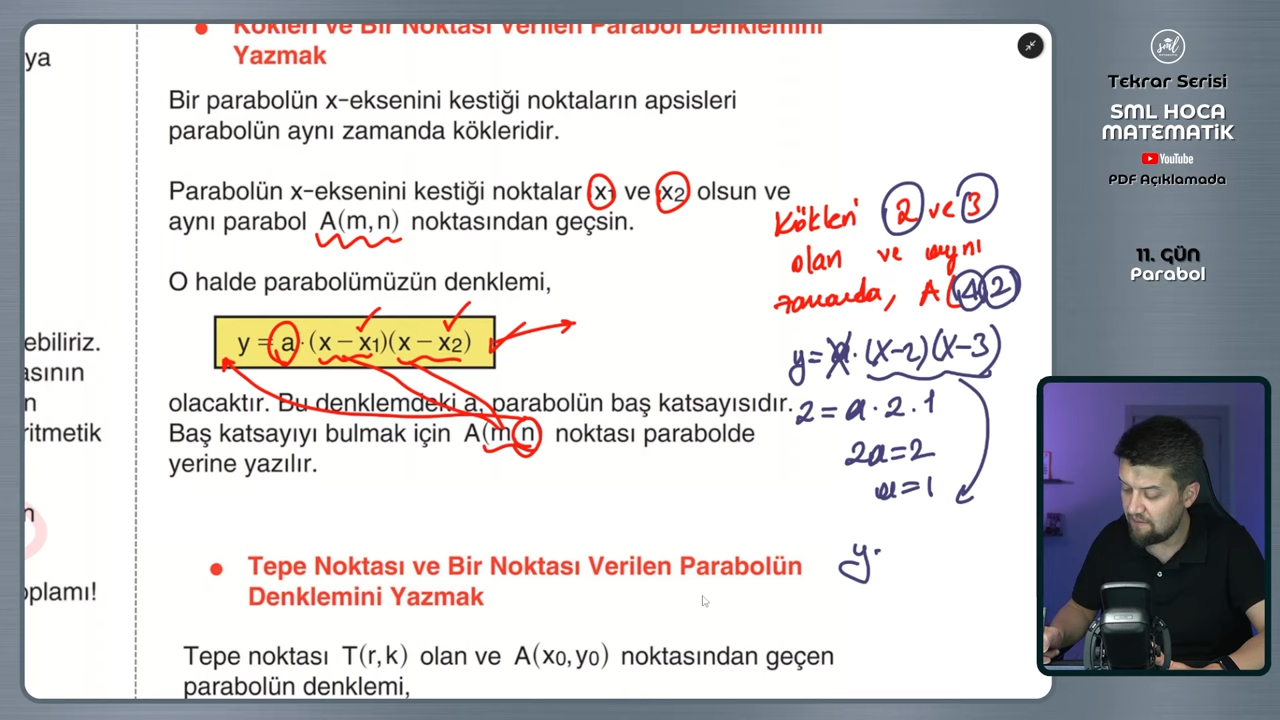 Kökleri ve Bir Noktası Verilen Parabol Denklemini
Yazmak
Bir parabolün x-eksenini kestiği noktaların apsisleri
parabolün aynı zamanda kökleridir.
Parabolün x-eksenini kestiği noktalar x1 ve x2 olsun ve
aynı parabol A(m,n) noktasından geçsin.
O halde parabolümüzün denklemi,
y = a·(x − x1)(x − x2)
olacaktır. Bu denklemdeki a, parabolün baş katsayısıdır.
Baş katsayıyı bulmak için A(m,n) noktası parabolde
yerine yazılır.
Tepe Noktası ve Bir Noktası Verilen Parabolün
Denklemini Yazmak
Tepe noktası T(r,k) olan ve A(x0,y0) noktasından geçen
parabolün denklemi,
ya
ebiliriz.
asının
n
ritmetik
n
oplamı!
Kökleri 2 ve 3
olan ve aynı
zamanda, A(4,2)
y=a·(x-2)(x-3)
2=a·2·1
2a=2
a=1
y
sml
Tekrar Serisi
SML HOCA
MATEMATİK
YouTube
PDF Açıklamada
11. GÜN
Parabol